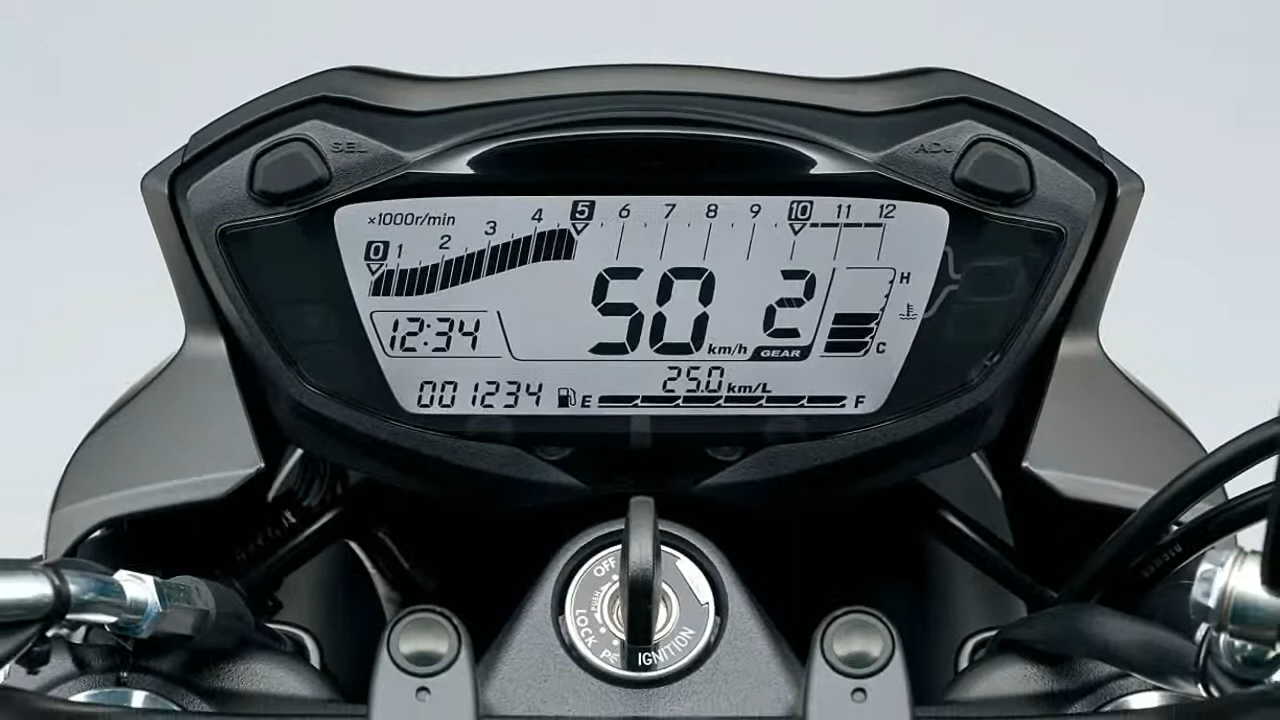 SEL
ADJ
×1000r/min
0 1 2 3 4 5 6 7 8 9 10 11 12
H
12:34
50 km/h
2
GEAR
C
25.0 km/L
001234
E
F
OFF
PUSH
LOCK
IGNITION